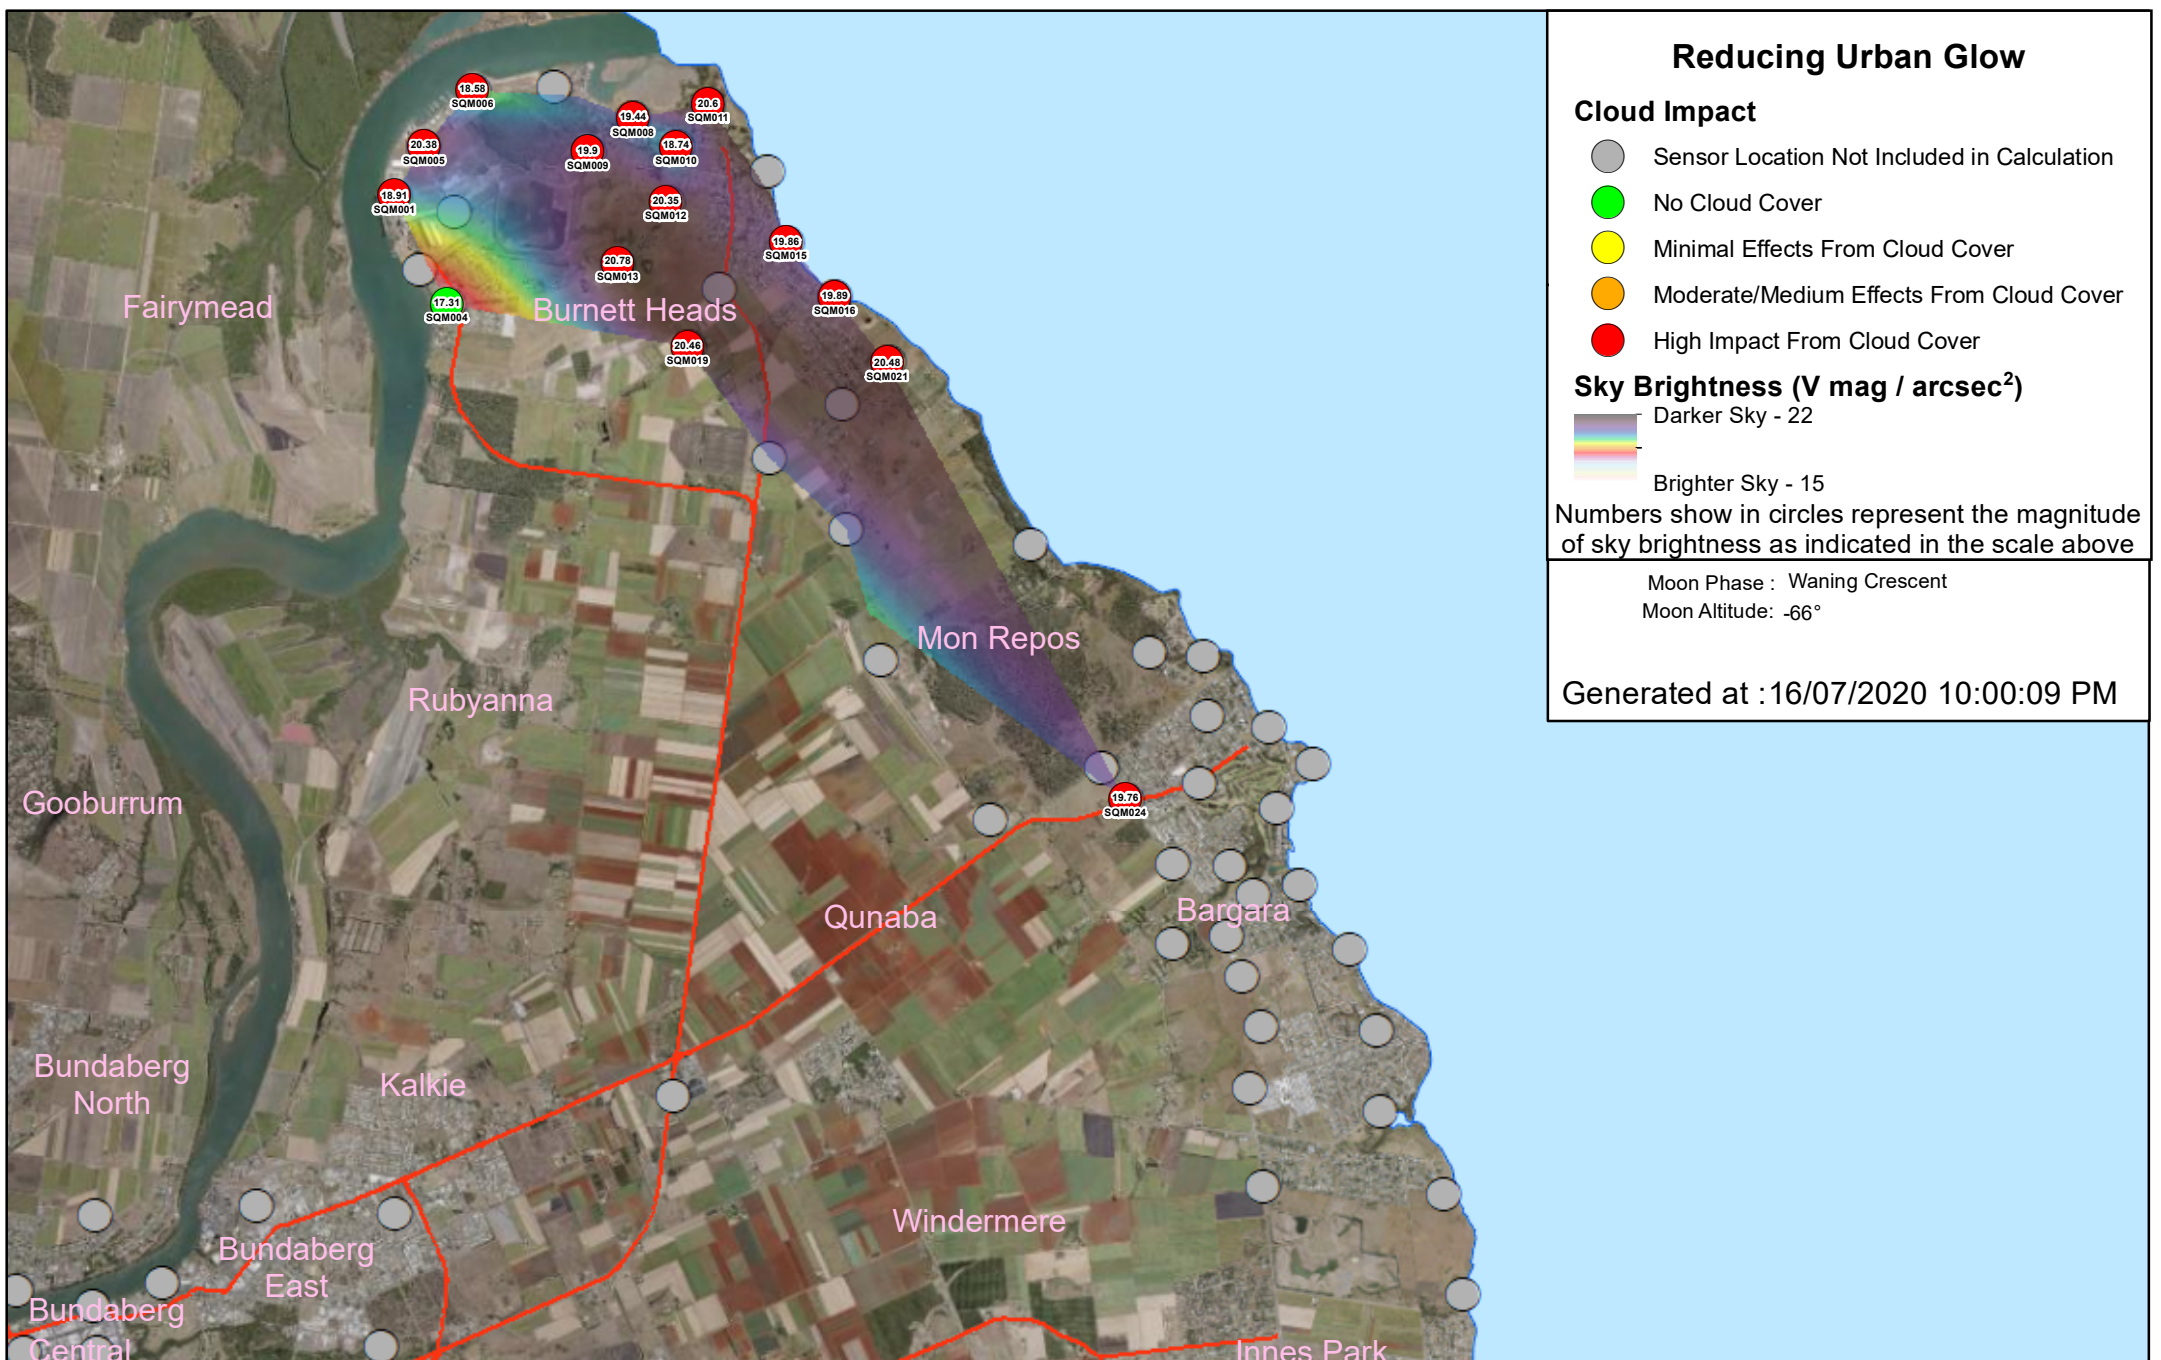 Reducing Urban Glow
Cloud Impact
Sensor Location Not Included in Calculation
No Cloud Cover
Minimal Effects From Cloud Cover
Moderate/Medium Effects From Cloud Cover
High Impact From Cloud Cover
Sky Brightness (V mag / arcsec²)
Darker Sky - 22
Brighter Sky - 15
Numbers show in circles represent the magnitude
of sky brightness as indicated in the scale above
Moon Phase : Waning Crescent
Moon Altitude: -66°
Generated at :16/07/2020 10:00:09 PM
18.58
SQM006
20.6
SQM011
19.44
SQM008
20.38
SQM005
19.9
SQM009
18.74
SQM010
18.91
SQM001
20.35
SQM012
19.86
SQM015
20.78
SQM013
17.31
SQM004
19.89
SQM016
20.46
SQM019
20.48
SQM021
19.76
SQM024
Fairymead
Burnett Heads
Mon Repos
Rubyanna
Gooburrum
Qunaba
Bargara
Bundaberg
North
Kalkie
Windermere
Bundaberg
East
Bundaberg
Central
Innes Park